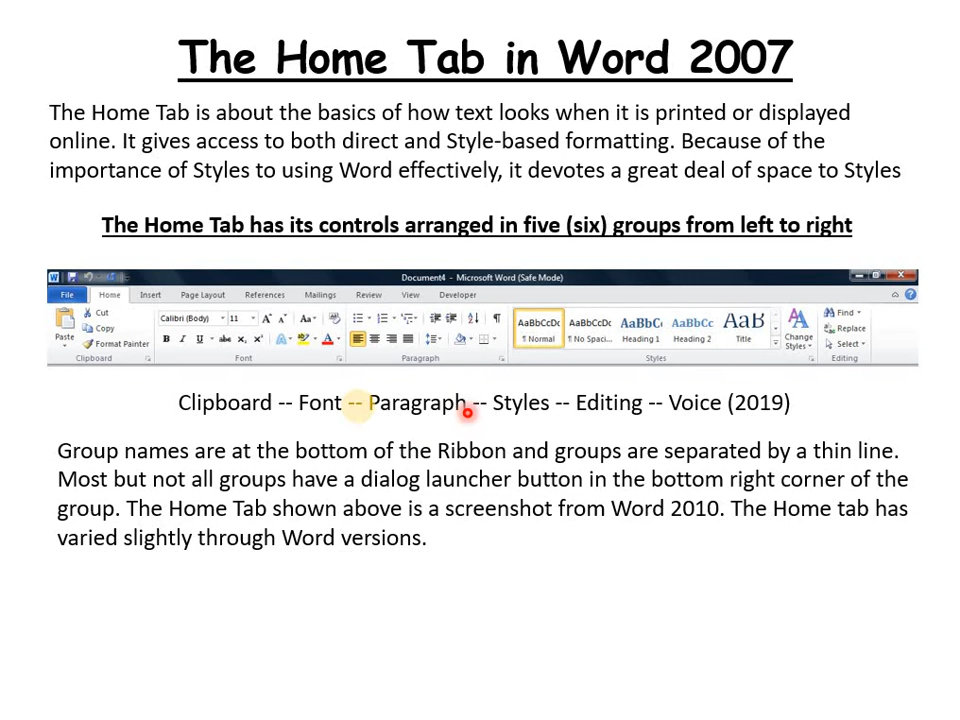 The Home Tab in Word 2007
The Home Tab is about the basics of how text looks when it is printed or displayed
online. It gives access to both direct and Style-based formatting. Because of the
importance of Styles to using Word effectively, it devotes a great deal of space to Styles
The Home Tab has its controls arranged in five (six) groups from left to right
Document4 - Microsoft Word (Safe Mode)
File Home Insert Page Layout References Mailings Review View Developer
Paste Cut Copy Format Painter
Clipboard
Calibri (Body) 11
Font
Paragraph
AaBbCcDc AaBbCcDc AaBbC AaBbCc AaB
Normal No Spaci... Heading 1 Heading 2 Title
Change Styles
Styles
Find
Replace
Select
Editing
Clipboard -- Font -- Paragraph -- Styles -- Editing -- Voice (2019)
Group names are at the bottom of the Ribbon and groups are separated by a thin line.
Most but not all groups have a dialog launcher button in the bottom right corner of the
group. The Home Tab shown above is a screenshot from Word 2010. The Home tab has
varied slightly through Word versions.